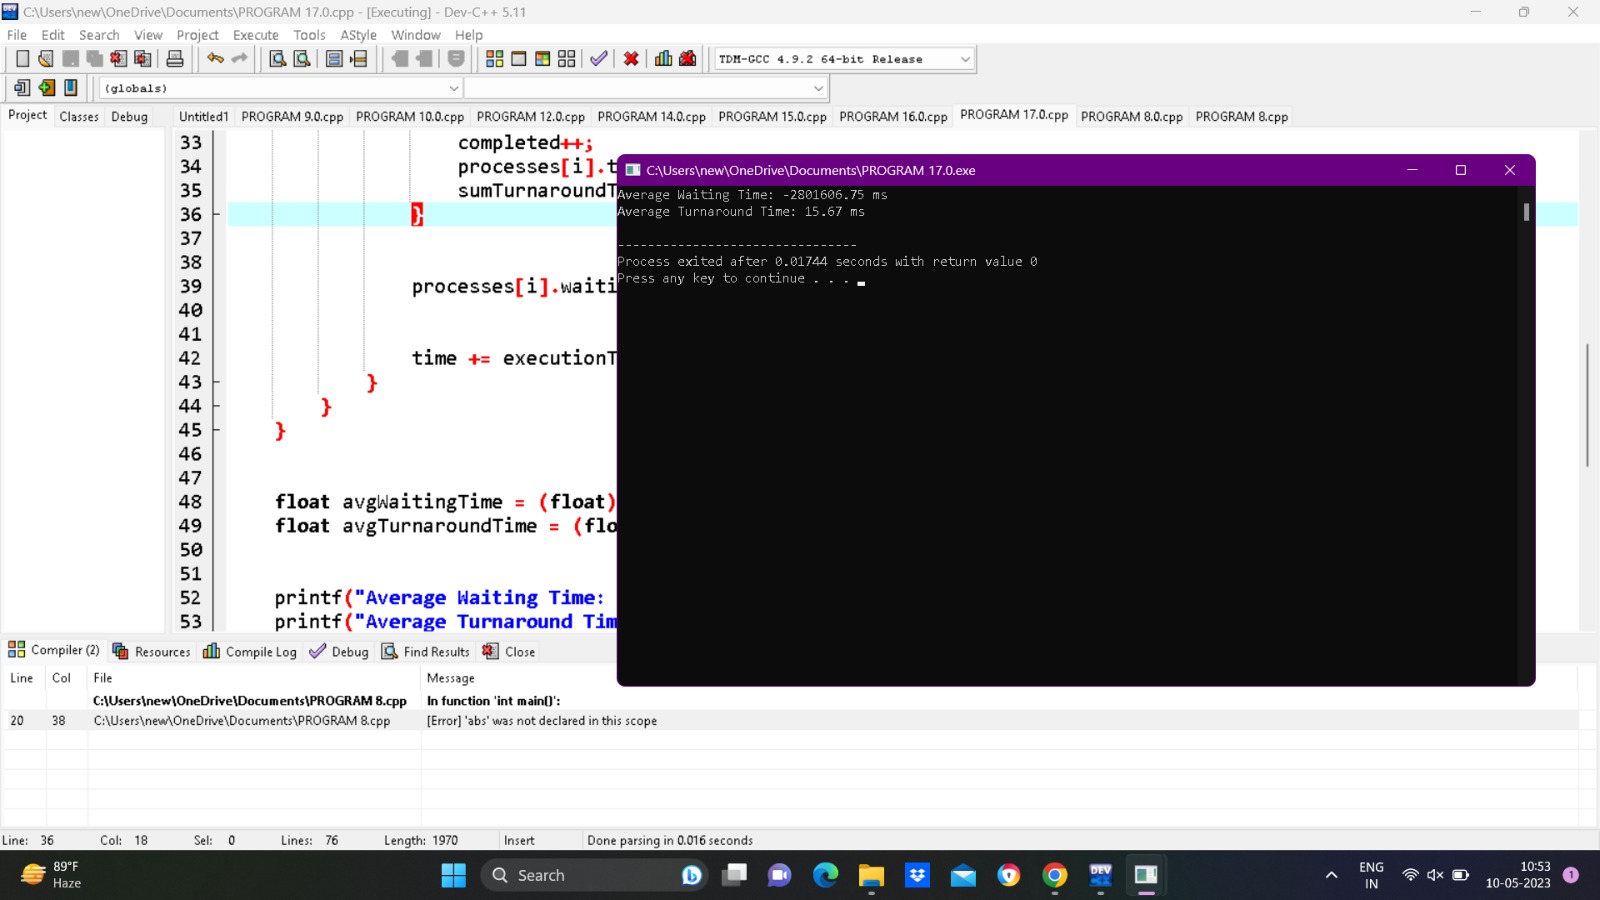 C:\Users\new\OneDrive\Documents\PROGRAM 17.0.cpp - [Executing] - Dev-C++ 5.11
File Edit Search View Project Execute Tools AStyle Window Help
TDM-GCC 4.9.2 64-bit Release
(globals)
Project Classes Debug
Untitled1 PROGRAM 9.0.cpp PROGRAM 10.0.cpp PROGRAM 12.0.cpp PROGRAM 14.0.cpp PROGRAM 15.0.cpp PROGRAM 16.0.cpp PROGRAM 17.0.cpp PROGRAM 8.0.cpp PROGRAM 8.cpp
33 completed++;
34 processes[i].t
35 sumTurnaroundT
36 }
37
38
39 processes[i].waiti
40
41
42 time += executionT
43 }
44 }
45 }
46
47
48 float avgWaitingTime = (float)
49 float avgTurnaroundTime = (flo
50
51
52 printf("Average Waiting Time:
53 printf("Average Turnaround Tim
C:\Users\new\OneDrive\Documents\PROGRAM 17.0.exe
Average Waiting Time: -2801606.75 ms
Average Turnaround Time: 15.67 ms
--------------------------------
Process exited after 0.01744 seconds with return value 0
Press any key to continue . . .
Compiler (2) Resources Compile Log Debug Find Results Close
Line Col File Message
C:\Users\new\OneDrive\Documents\PROGRAM 8.cpp In function 'int main()':
20 38 C:\Users\new\OneDrive\Documents\PROGRAM 8.cpp [Error] 'abs' was not declared in this scope
Line: 36 Col: 18 Sel: 0 Lines: 76 Length: 1970 Insert Done parsing in 0.016 seconds
89°F
Haze
Search
DEV
C++
ENG
IN
10:53
10-05-2023
1